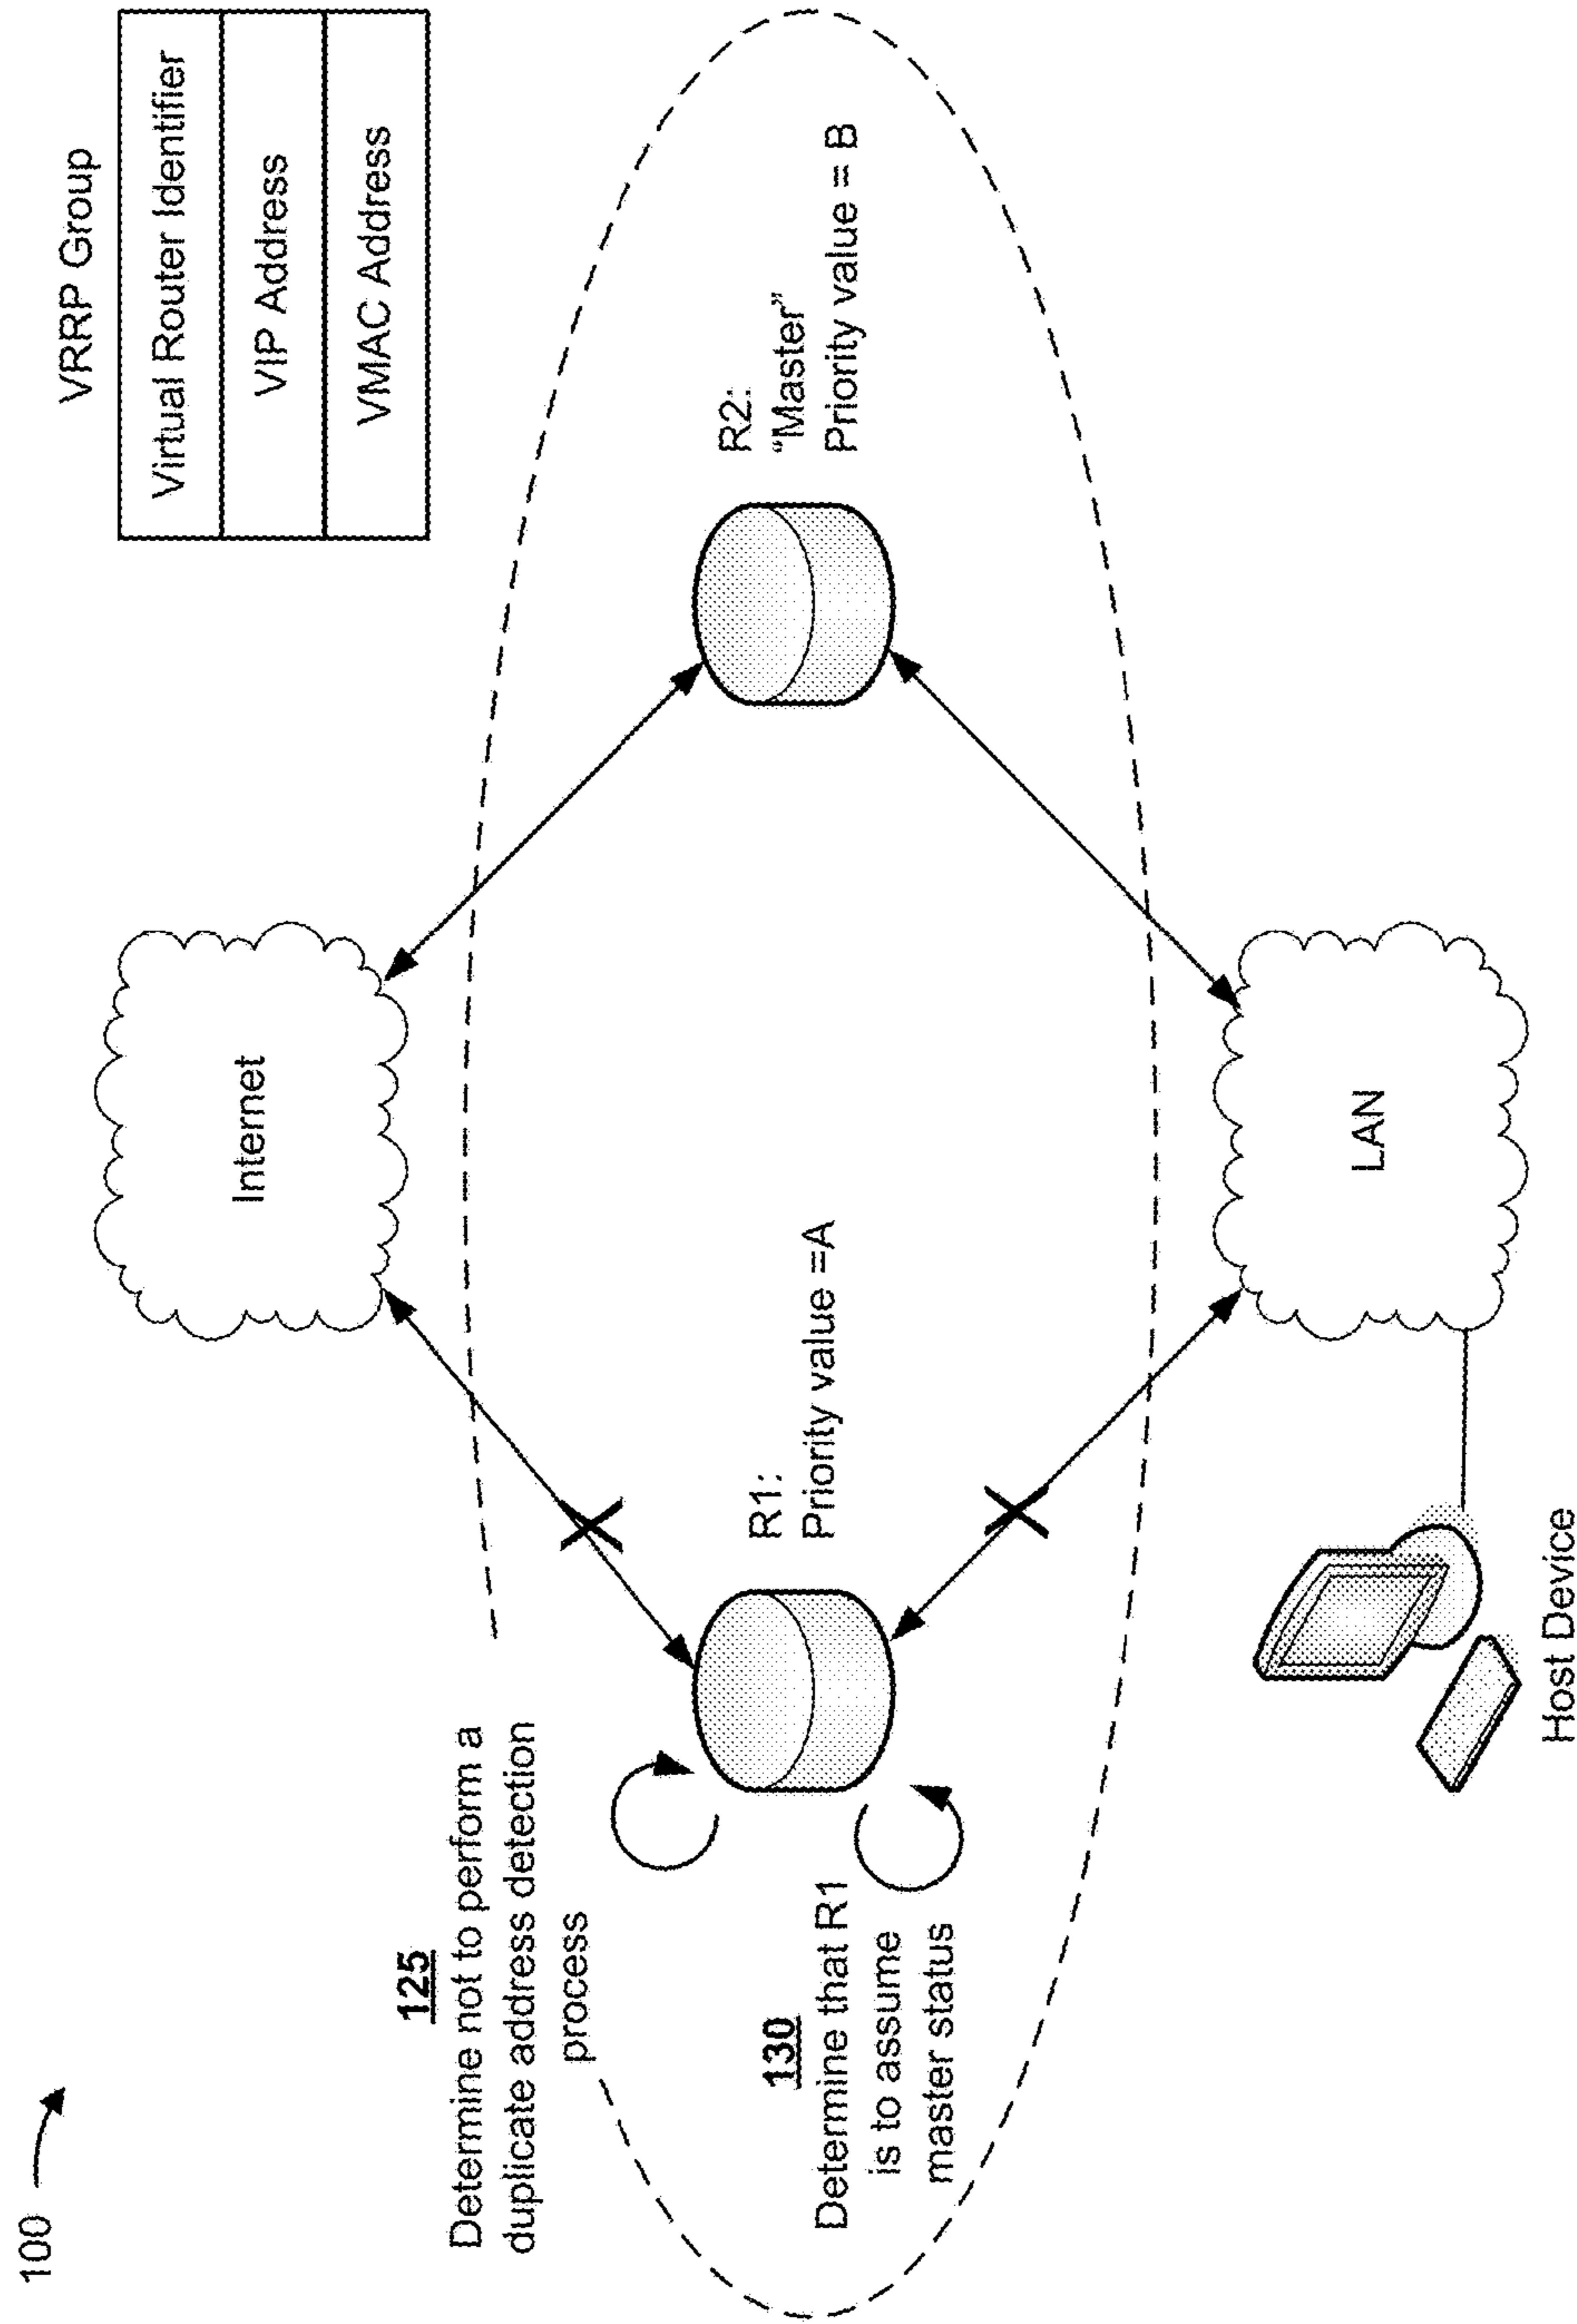 100
VRRP Group
Virtual Router Identifier
VIP Address
VMAC Address
Internet
125
Determine not to perform a
duplicate address detection
process
R1:
Priority value =A
R2:
"Master"
Priority value = B
130
Determine that R1
is to assume
master status
LAN
Host Device